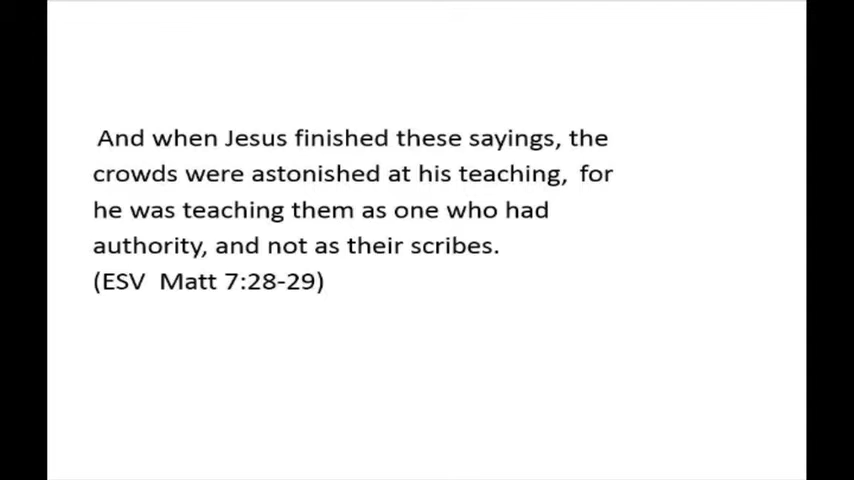 And when Jesus finished these sayings, the
crowds were astonished at his teaching,  for
he was teaching them as one who had
authority, and not as their scribes.
(ESV  Matt 7:28-29)